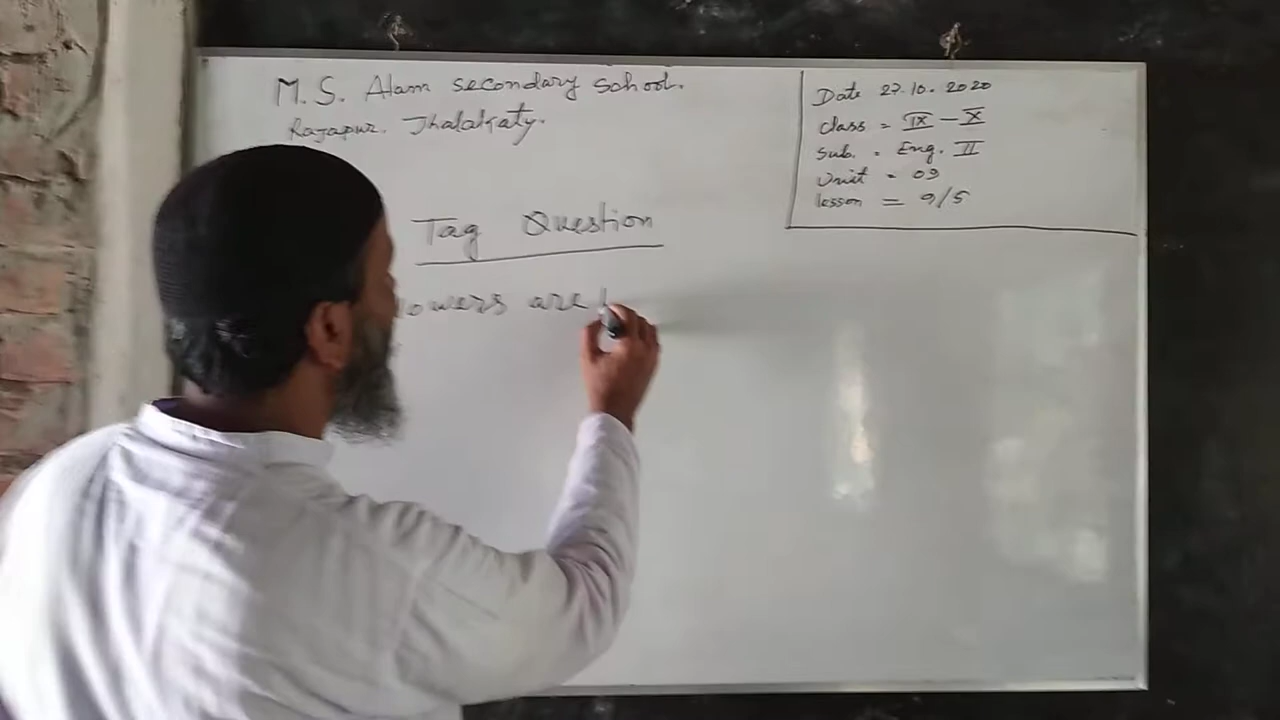 M. S. Alam secondary school.
Rajapur. Jhalakaty.
Date 27.10.2020
class = IX – X
Sub. = Eng. II
Unit = 09
lesson = 9/5
Tag Question
lowers are